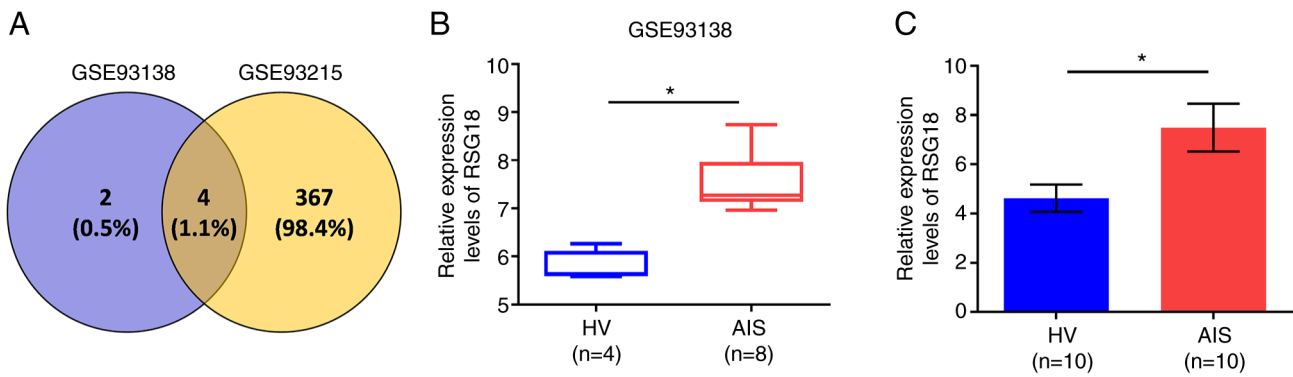 A
GSE93138
GSE93215
2
(0.5%)
4
(1.1%)
367
(98.4%)
B
GSE93138
Relative expression
levels of RSG18
10
9
8
7
6
5
*
HV
(n=4)
AIS
(n=8)
C
Relative expression
levels of RSG18
10
8
6
4
2
0
*
HV
(n=10)
AIS
(n=10)